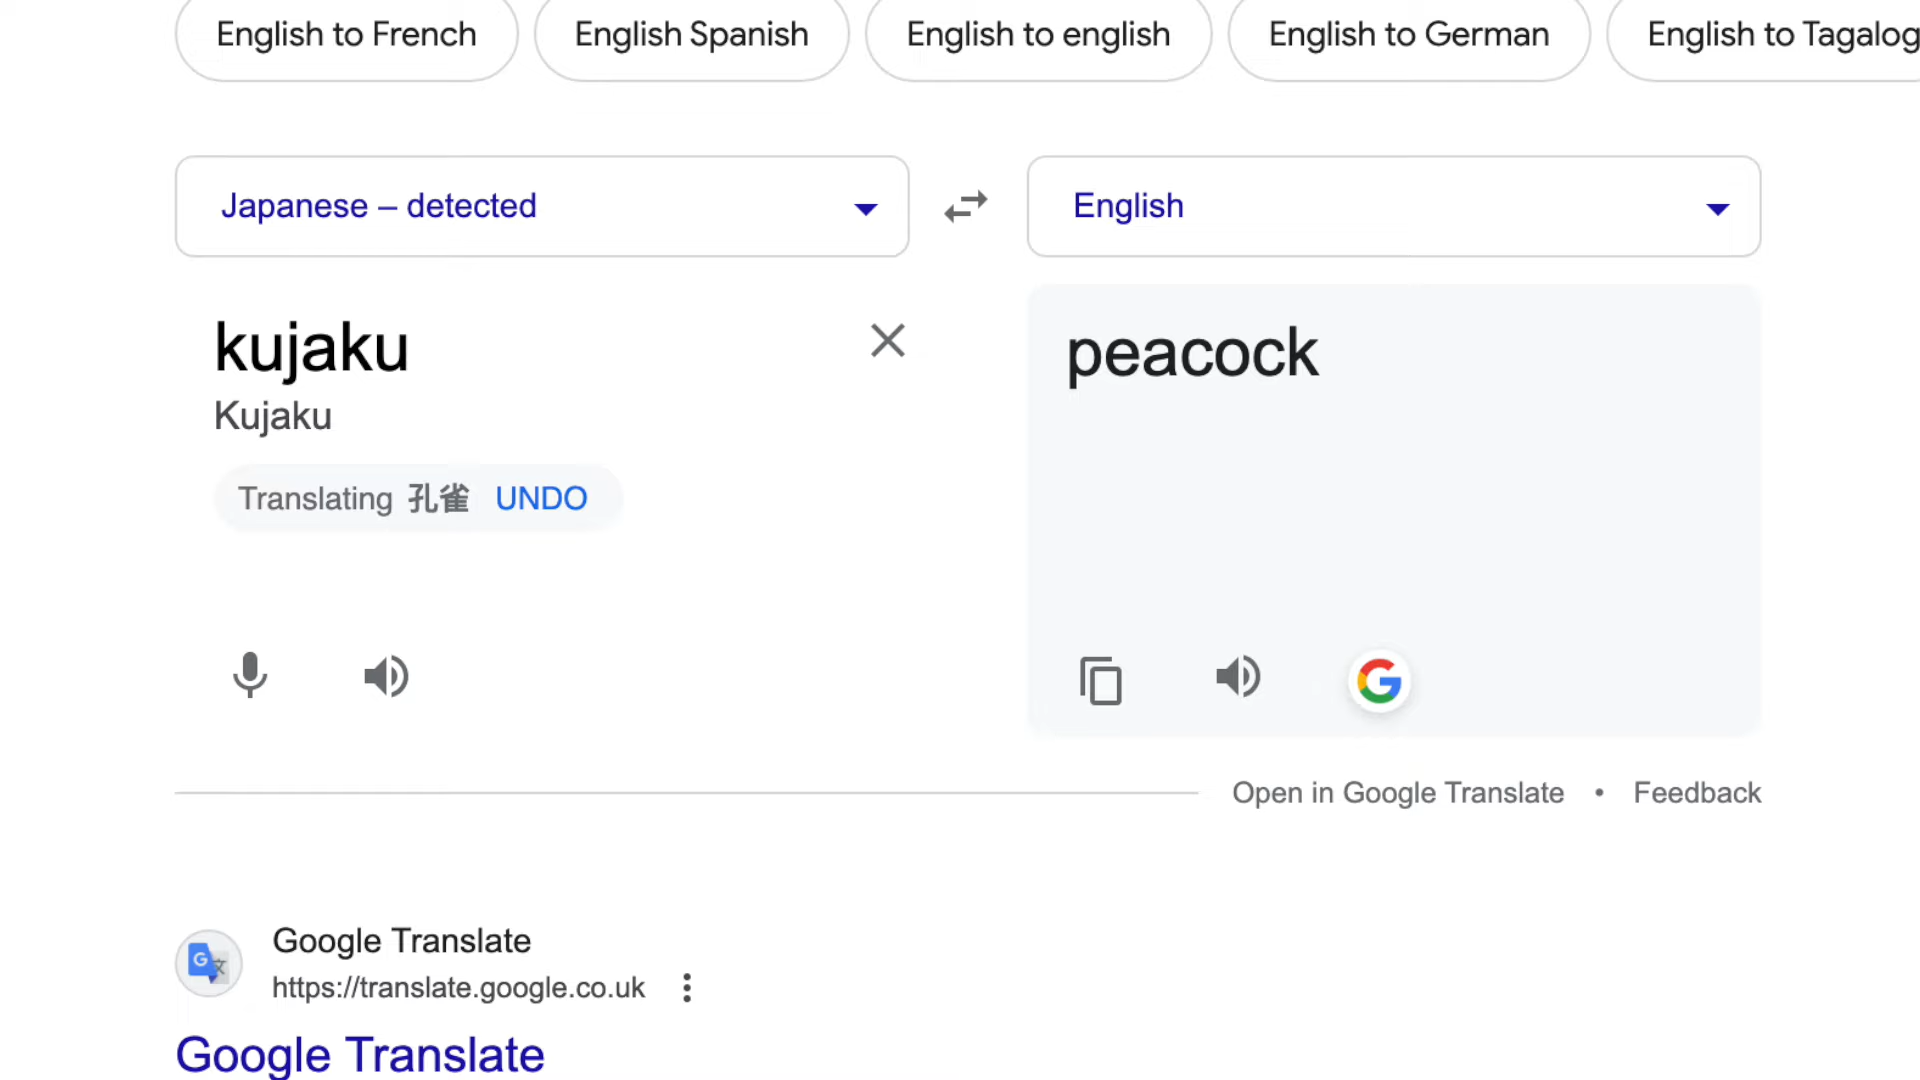 English to French
English Spanish
English to english
English to German
English to Tagalog
Japanese – detected
English
kujaku
Kujaku
Translating 孔雀 UNDO
peacock
Open in Google Translate • Feedback
Google Translate
https://translate.google.co.uk
Google Translate